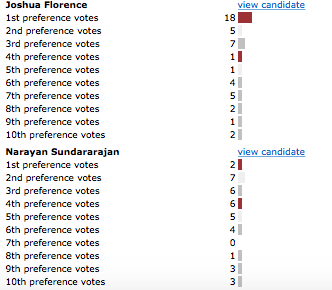 Joshua Florence view candidate
1st preference votes 18
2nd preference votes 5
3rd preference votes 7
4th preference votes 1
5th preference votes 1
6th preference votes 4
7th preference votes 5
8th preference votes 2
9th preference votes 1
10th preference votes 2
Narayan Sundararajan view candidate
1st preference votes 2
2nd preference votes 7
3rd preference votes 6
4th preference votes 6
5th preference votes 5
6th preference votes 4
7th preference votes 0
8th preference votes 1
9th preference votes 3
10th preference votes 3